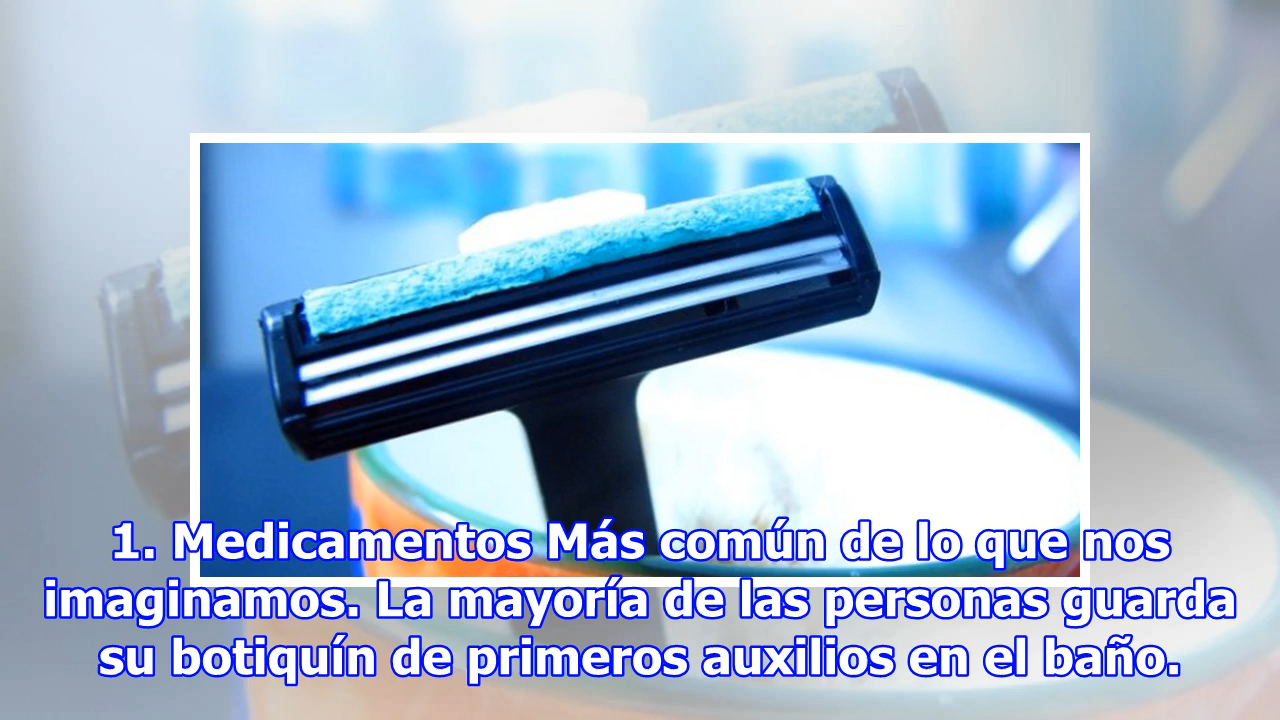 1. Medicamentos Más común de lo que nos
imaginamos. La mayoría de las personas guarda
su botiquín de primeros auxilios en el baño.